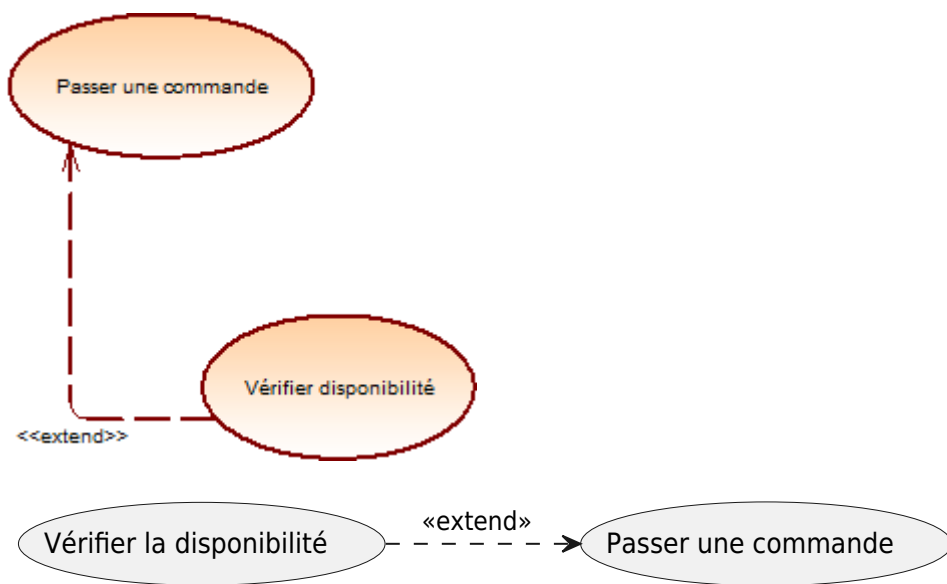 Passer une commande
Vérifier disponibilité
<<extend>>
«extend»
Vérifier la disponibilité
Passer une commande